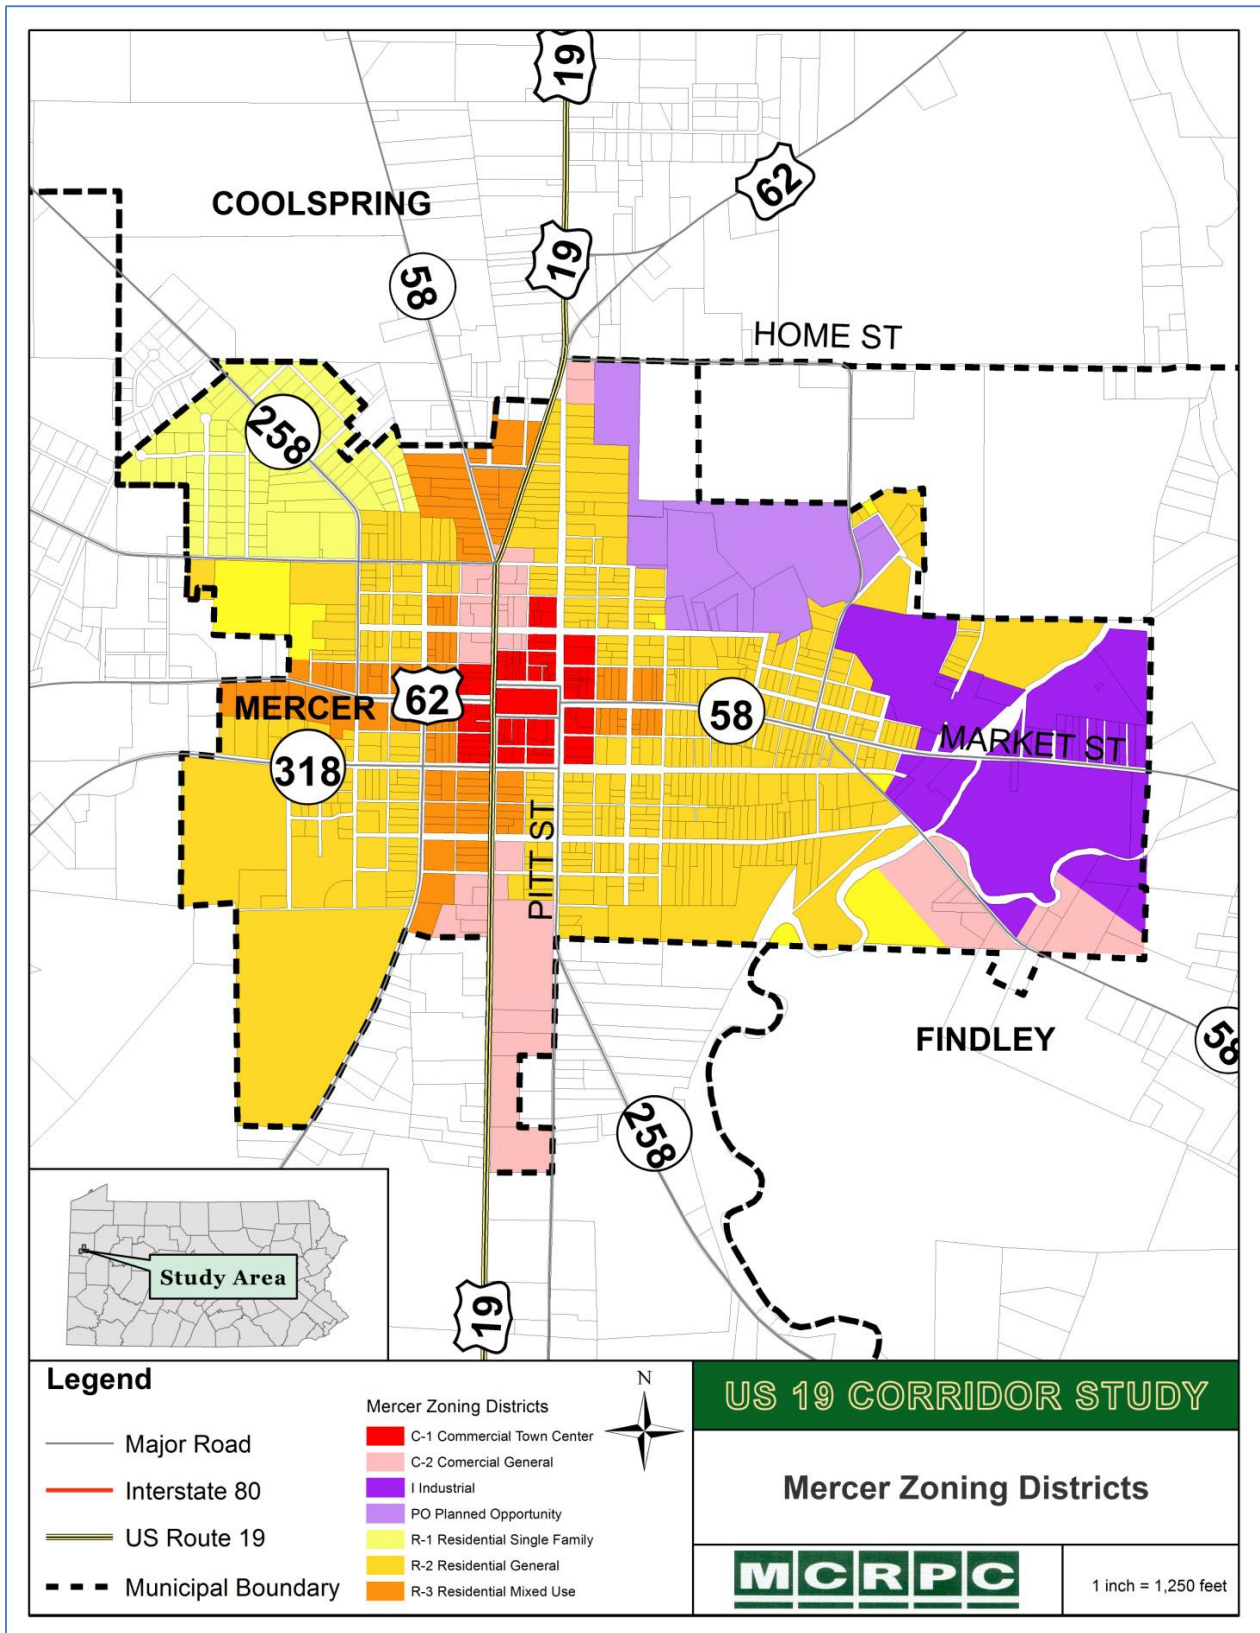 19
62
COOLSPRING
19
58
HOME ST
258
MERCER
62
58
MARKET ST
318
PITT ST
FINDLEY
58
258
Study Area
19
Legend
Major Road
Interstate 80
US Route 19
Municipal Boundary
Mercer Zoning Districts
C-1 Commercial Town Center
C-2 Comercial General
I Industrial
PO Planned Opportunity
R-1 Residential Single Family
R-2 Residential General
R-3 Residential Mixed Use
N
US 19 CORRIDOR STUDY
Mercer Zoning Districts
MCRPC
1 inch = 1,250 feet